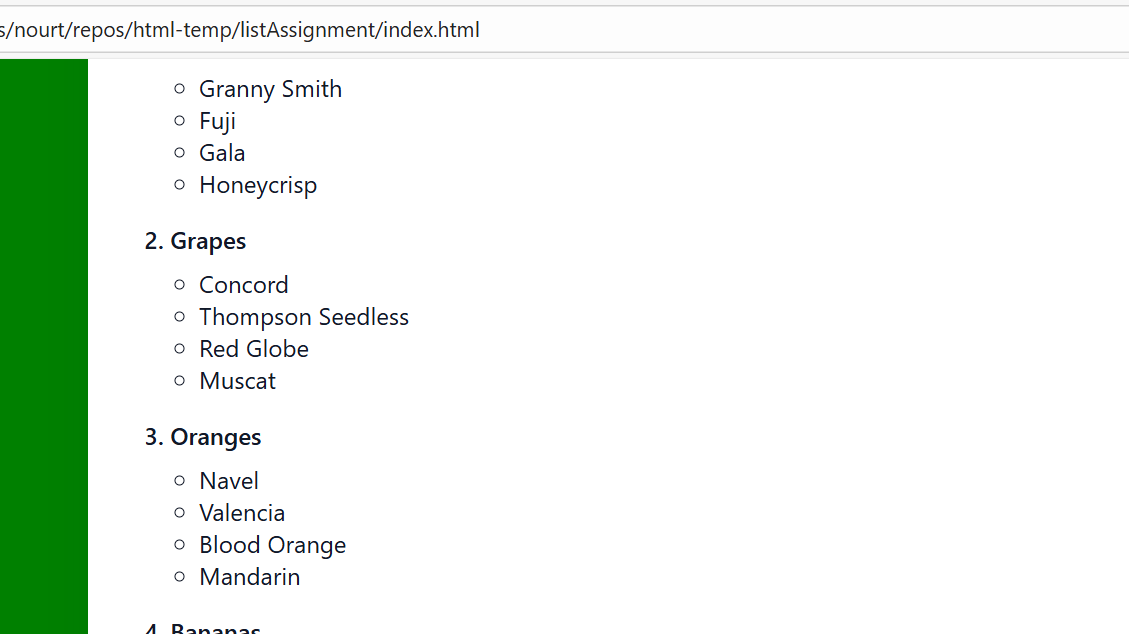 s/nourt/repos/html-temp/listAssignment/index.html
Granny Smith
Fuji
Gala
Honeycrisp
2. Grapes
Concord
Thompson Seedless
Red Globe
Muscat
3. Oranges
Navel
Valencia
Blood Orange
Mandarin
4. Bananas